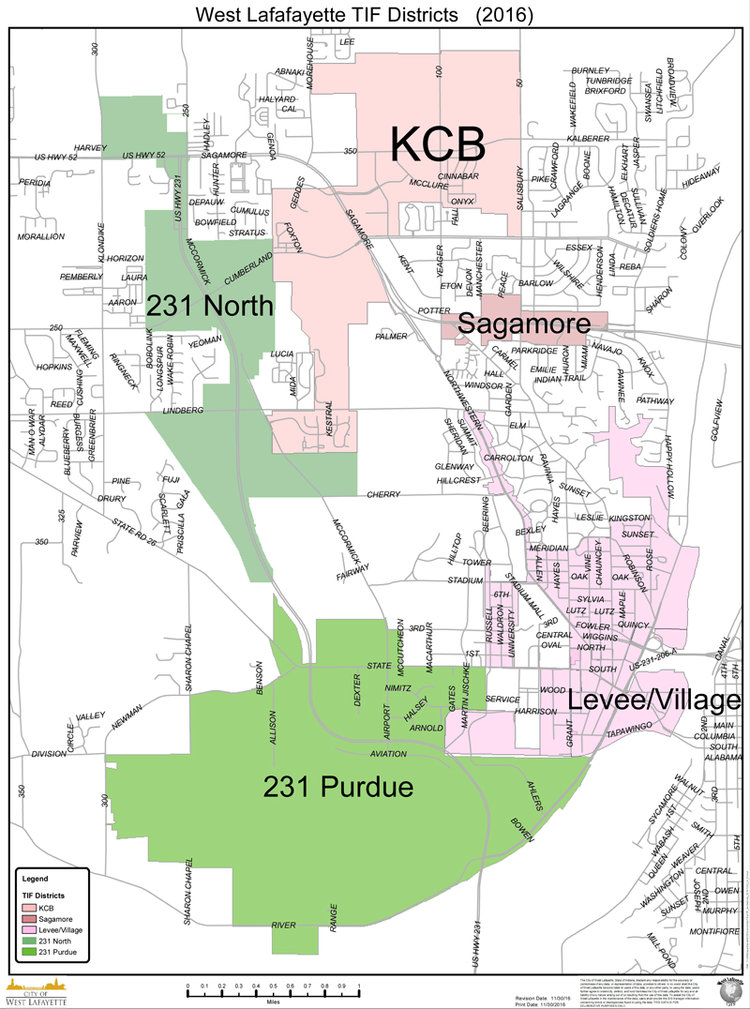 West Lafafayette TIF Districts (2016)
LEE
MOREHOUSE
300
ABNAKI
100
50
BURNLEY
TUNBRIDGE
BRIXFORD
WAKEFIELD
SWANSEA
LITCHFIELD
BROADVIEW
HALYARD
CAL
250
HADLEY
GENOA
KCB
KALBERER
HARVEY
US HWY 52
US HWY 52
SAGAMORE
350
CINNABAR
MCCLURE
ONYX
FALL
SALISBURY
PIKE
CRAWFORD
BOONE
LAGRANGE
ELKHART
JASPER
HIDEAWAY
PERIDIA
US HWY 231
HUNTER
DEPAUW
CUMULUS
BOWFIELD
STRATUS
GEDDES
FOXTON
SAGAMORE
HAMILTON
DECATUR
SULLIVAN
SOLDIERS HOME
COLONY
OVERLOOK
MORALLION
KLONDIKE
HORIZON
MCCORMICK
CUMBERLAND
KENT
YEAGER
ETON
DEVON
MANCHESTER
PEACE
ESSEX
WILSHIRE
BARLOW
HENDERSON
LINDA
REBA
PEMBERLY
LAURA
AARON
231 North
SHARON
POTTER
Sagamore
250
FLEMING
MAXWELL
BOBOLINK
LONGSPUR
WAKE ROBIN
YEOMAN
PALMER
CARMEL
PARKRIDGE
NAVAJO
HOPKINS
CUSHING
RINGNECK
LUCIA
MIDA
HALL
WINDSOR
EMILIE
INDIAN TRAIL
HURON
MIAMI
KNOX
PAWNEE
REED
LINDBERG
KESTRAL
NORTHWESTERN
GARDEN
PATHWAY
GOLFVIEW
MAN O WAR
ALYDAR
BLUEBERRY
BURGESS
GREENBRIER
SUMMIT
SHERIDAN
ELM
CARROLTON
RAVINIA
HAPPY HOLLOW
GLENWAY
HILLCREST
SUNSET
PINE
FUJI
DRURY
SCARLETT
PRISCILLA
GALA
CHERRY
BEERING
HAYES
325
PARVIEW
STATE RD 26
MCCORMICK
LESLIE
KINGSTON
SUNSET
BEXLEY
350
HILLTOP
MERIDIAN
FAIRWAY
TOWER
STADIUM
STADIUM MALL
ALLEN
HAYES
OAK
VINE
CHAUNCEY
OAK
ROBINSON
ROSE
6TH
SYLVIA
LUTZ
LUTZ
MAPLE
RUSSELL
WALDRON
UNIVERSITY
3RD
FOWLER
QUINCY
SHARON CHAPEL
3RD
MCCUTCHEON
MACARTHUR
CENTRAL
OVAL
WIGGINS
NORTH
1ST
US-231-206-A
CANAL
4TH
5TH
BENSON
STATE
SOUTH
DEXTER
NIMITZ
HALSEY
GATES
MARTIN JISCHKE
SERVICE
WOOD
Levee/Village
HARRISON
VALLEY
NEWMAN
CIRCLE
ALLISON
AIRPORT
ARNOLD
GRANT
TAPAWINGO
2ND
MAIN
COLUMBIA
SOUTH
ALABAMA
DIVISION
AVIATION
231 Purdue
350
300
AHLERS
BOWEN
WALNUT
SYCAMORE
1ST
3RD
WABASH
SMITH
QUEEN
WEAVER
5TH
Legend
TIF Districts
KCB
Sagamore
Levee/Village
231 North
231 Purdue
SHARON CHAPEL
CENTRAL
WASHINGTON
SUNSET
JOSEPH
2ND
OWEN
MURPHY
MONTIFIORE
RIVER
RANGE
US HWY 231
MILL POND
CITY OF
WEST LAFAYETTE
0 0.1 0.2 0.3 0.4 0.5 0.6 0.7 0.8 0.9 1
Miles
Revision Date: 11/30/16
Print Date: 11/30/2016